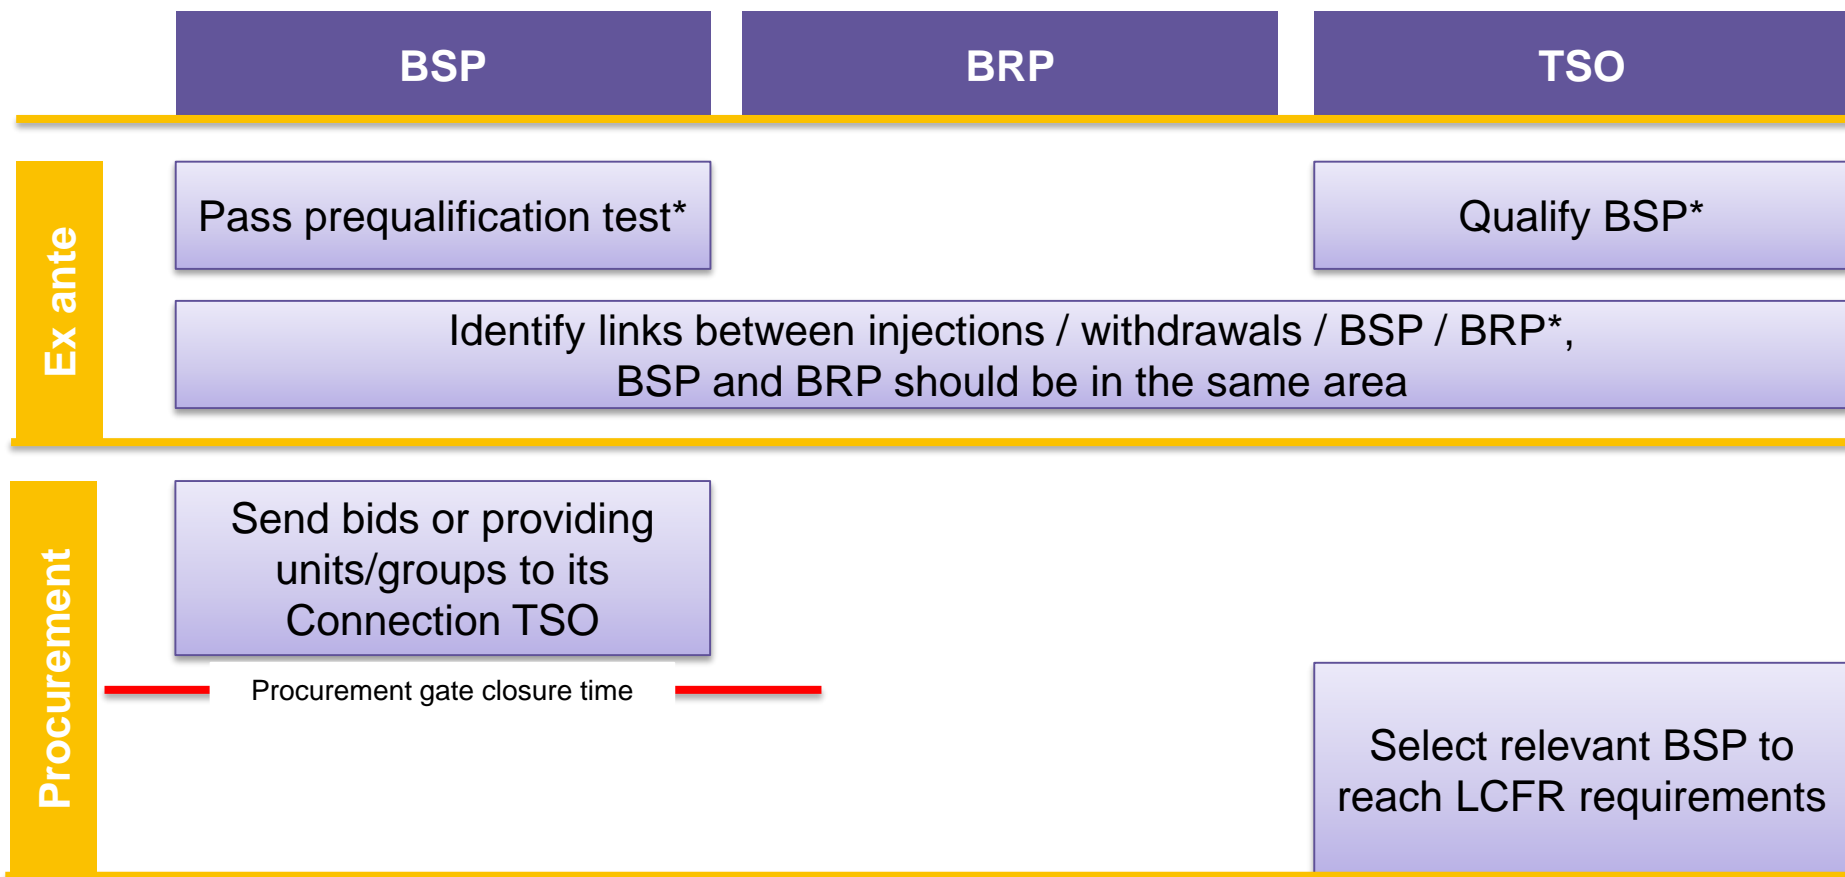 BSP
BRP
TSO
Ex ante
Pass prequalification test*
Qualify BSP*
Identify links between injections / withdrawals / BSP / BRP*,
BSP and BRP should be in the same area
Procurement
Send bids or providing
units/groups to its
Connection TSO
Procurement gate closure time
Select relevant BSP to
reach LCFR requirements